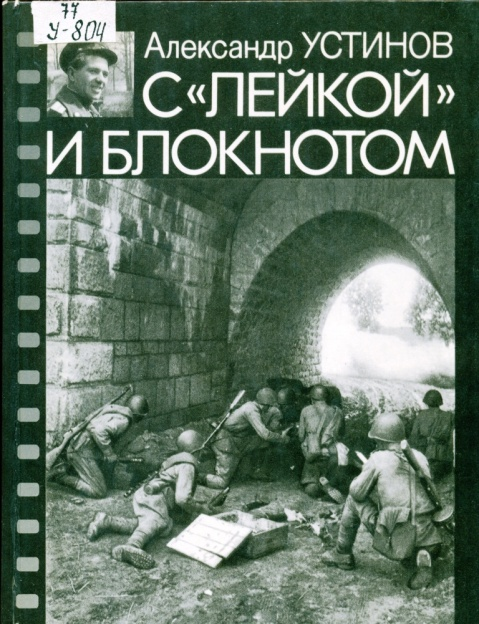 77
У-804
Александр УСТИНОВ
С «ЛЕЙКОЙ»
И БЛОКНОТОМ